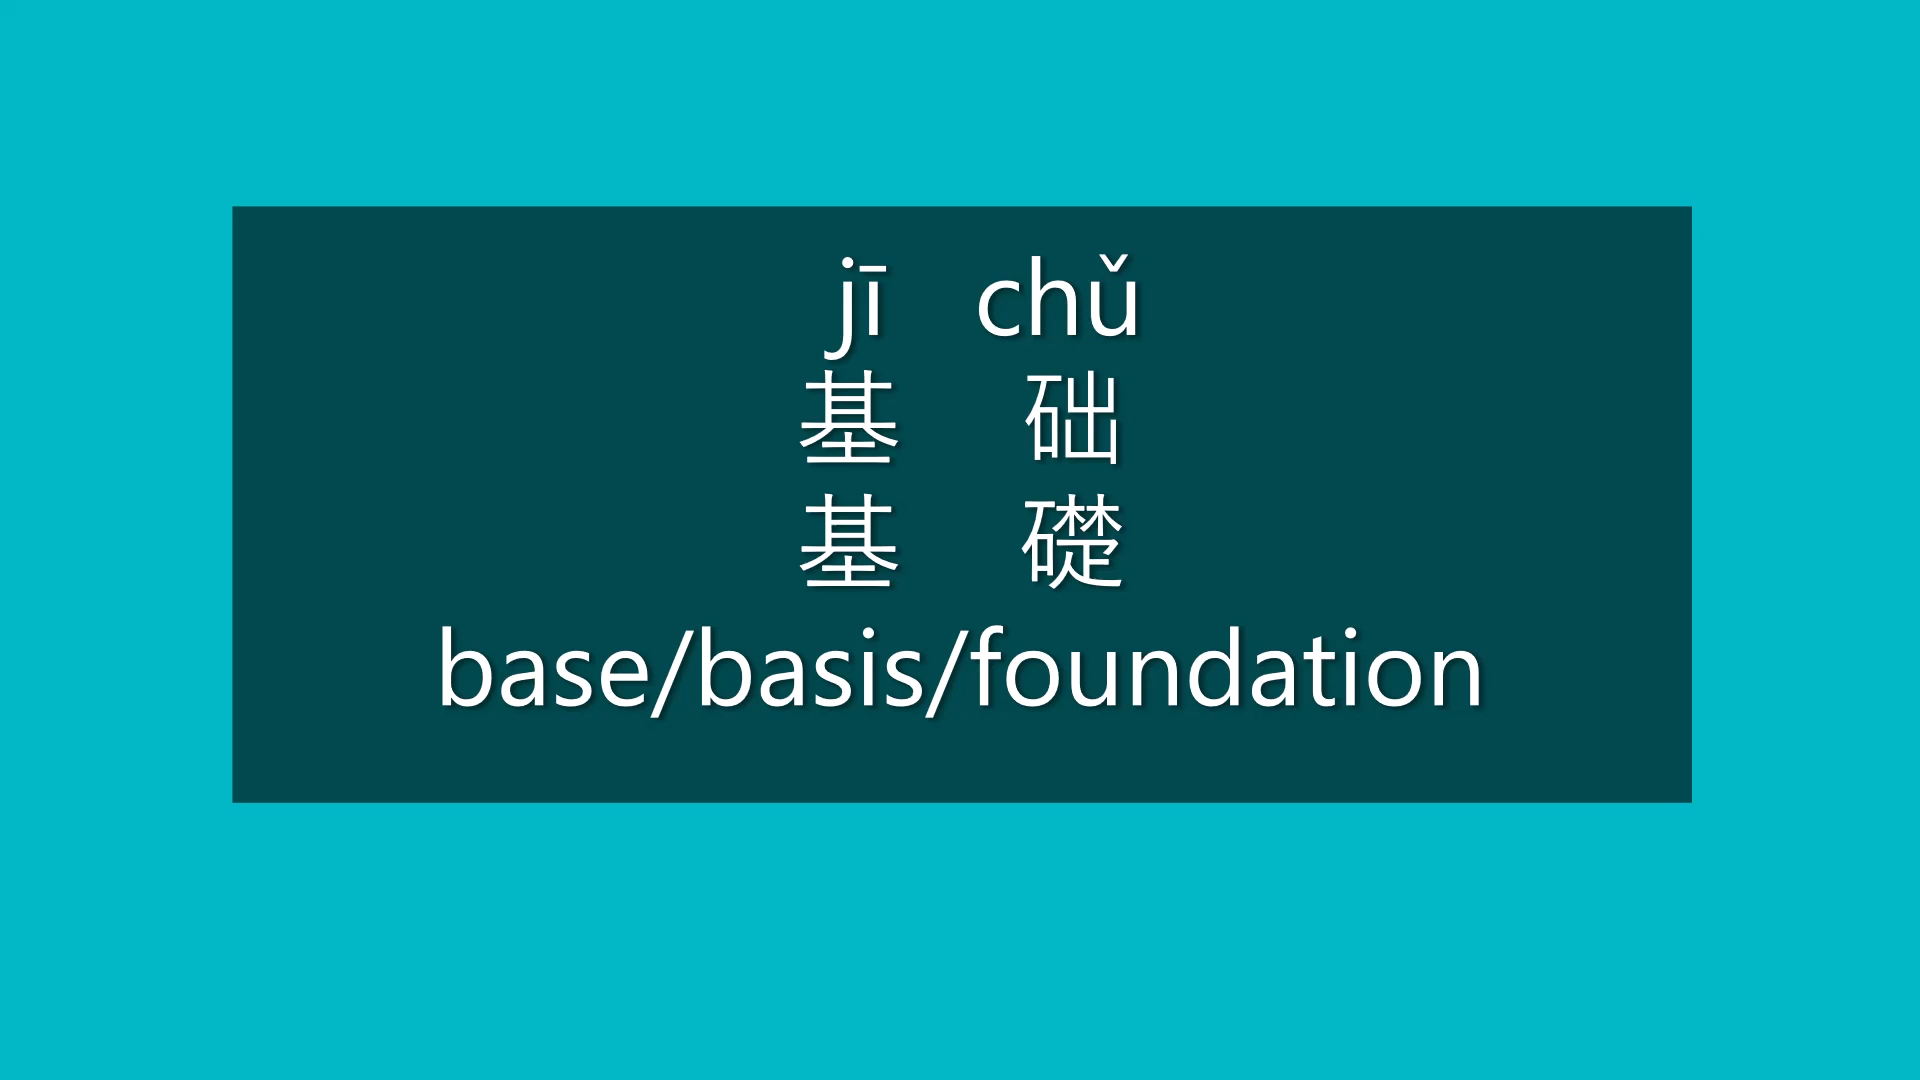 jī chǔ
基 础
基 礎
base/basis/foundation